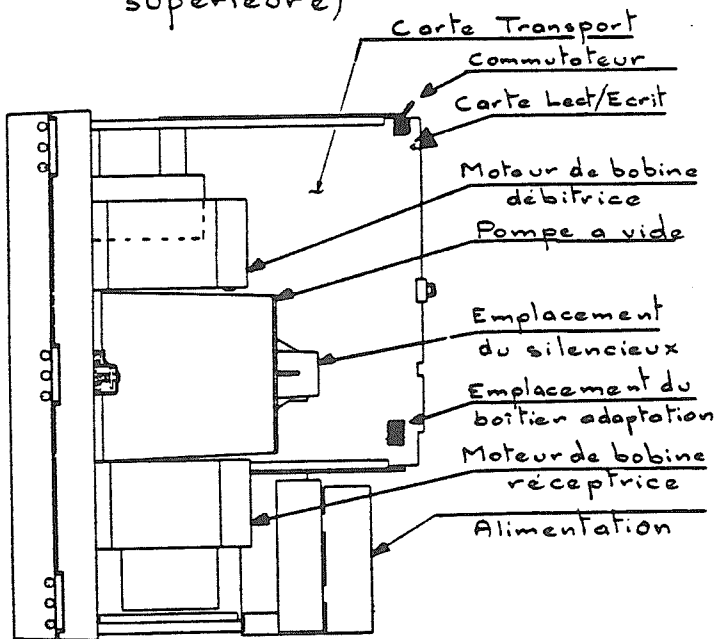 supérieure)
Carte Transport
Commutateur
Carte Lect/Ecrit
Moteur de bobine
débitrice
Pompe a vide
Emplacement
du silencieux
Emplacement du
boîtier adaptation
Moteur de bobine
réceptrice
Alimentation